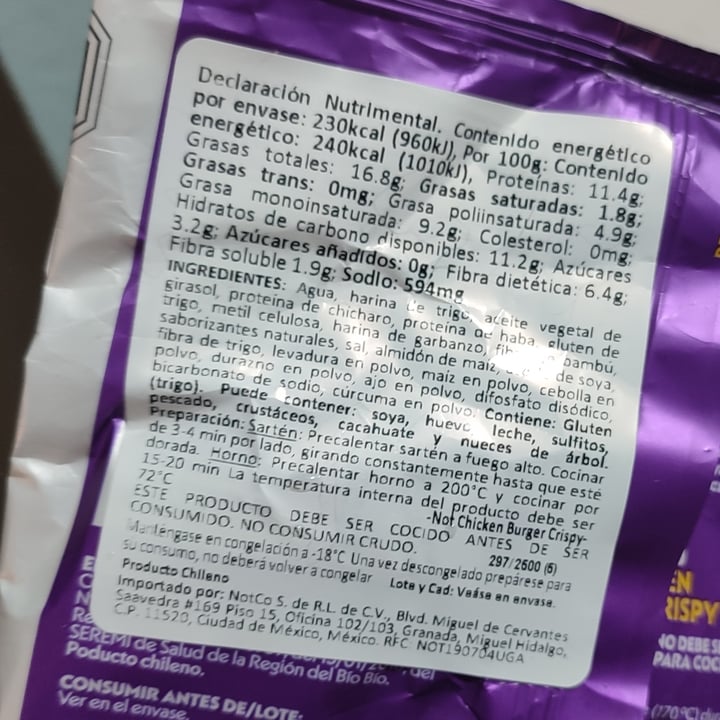 Declaración Nutrimental. Contenido energético
por envase: 230kcal (960kJ), Por 100g: Contenido
energético: 240kcal (1010kJ), Proteínas: 11.4g;
Grasas totales: 16.8g; Grasas saturadas: 1.8g;
Grasas trans: 0mg; Grasa poliinsaturada: 4.9g;
Grasa monoinsaturada: 9.2g; Colesterol: 0mg;
Hidratos de carbono disponibles: 11.2g; Azúcares
3.2g; Azúcares añadidos: 0g; Fibra dietética: 6.4g;
Fibra soluble 1.9g; Sodio: 594mg
INGREDIENTES: Agua, harina de trigo, aceite vegetal de
girasol, proteína de chícharo, proteína de haba, gluten de
trigo, metil celulosa, harina de garbanzo, bambú,
saborizantes naturales, sal, almidón de maíz, de soya,
fibra de trigo, levadura en polvo, maíz en polvo, cebolla en
polvo, durazno en polvo, ajo en polvo, difosfato disódico,
bicarbonato de sodio, cúrcuma en polvo. Contiene: Gluten
(trigo). Puede contener: soya, huevo leche, sulfitos,
pescado, crustáceos, cacahuate y nueces de árbol.
Preparación: Sartén: Precalentar sartén a fuego alto. Cocinar
de 3-4 min por lado, girando constantemente hasta que esté
dorada. Horno: Precalentar horno a 200°C y cocinar por
15-20 min La temperatura interna del producto debe ser
72°C
-Not Chicken Burger Crispy-
ESTE PRODUCTO DEBE SER COCIDO ANTES DE SER
CONSUMIDO. NO CONSUMIR CRUDO.
297/2600 (6)
Manténgase en congelación a -18°C Una vez descongelado prepárese para
su consumo, no deberá volver a congelar
Lote y Cad: Veáse en envase.
Producto Chileno
Importado por: NotCo S. de R.L. de C.V., Blvd. Miguel de Cervantes
Saavedra #169 Piso 15, Oficina 102/103, Granada, Miguel Hidalgo,
C.P. 11520, Ciudad de México, México. RFC NOT190704UGA
del
SEREMI de Salud de la Región del Bío Bío.
Poducto chileno.
CONSUMIR ANTES DE/LOTE:
Ver en el envase.
EN
RISPY
NO DEBE
PARA